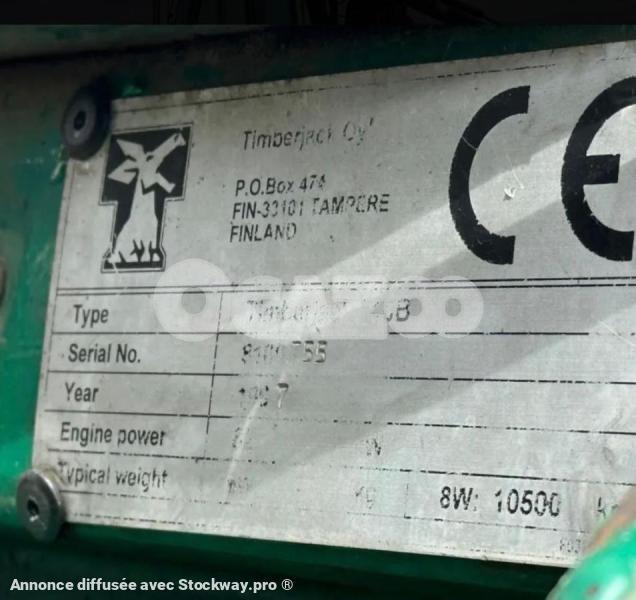 Timberjack Oy
P.O.Box 474
FIN-33101 TAMPERE
FINLAND
CE
Type
Serial No.
Year
Engine power
Typical weight kg 8W: 10500
Annonce diffusée avec Stockway.pro ®